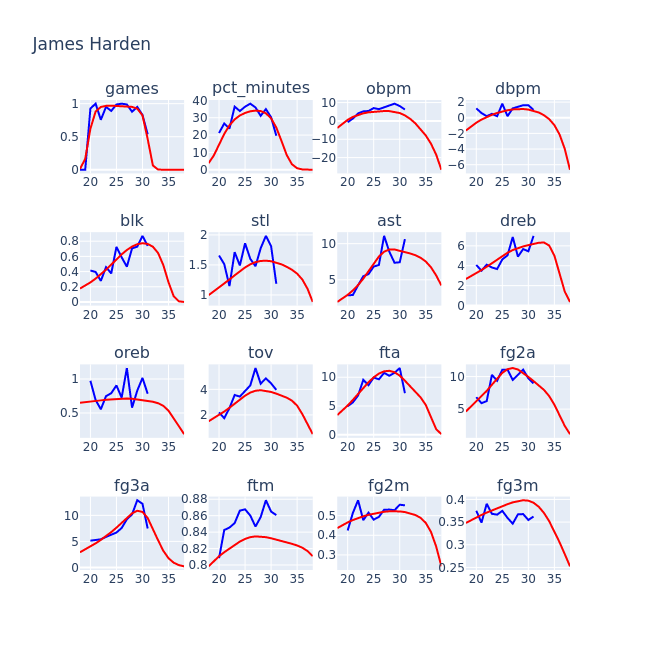 James Harden
games pct_minutes obpm dbpm
1 0.5 0 20 25 30 35
40 30 20 10 0 20 25 30 35
10 0 −10 −20 20 25 30 35
2 0 −2 −4 −6 20 25 30 35
blk stl ast dreb
0.8 0.6 0.4 0.2 0 20 25 30 35
2 1.5 1 20 25 30 35
10 5 20 25 30 35
6 4 2 0 20 25 30 35
oreb tov fta fg2a
1 0.5 20 25 30 35
4 2 20 25 30 35
10 5 0 20 25 30 35
10 5 20 25 30 35
fg3a ftm fg2m fg3m
10 5 0 20 25 30 35
0.88 0.86 0.84 0.82 0.8 20 25 30 35
0.5 0.4 0.3 20 25 30 35
0.4 0.35 0.3 0.25 20 25 30 35